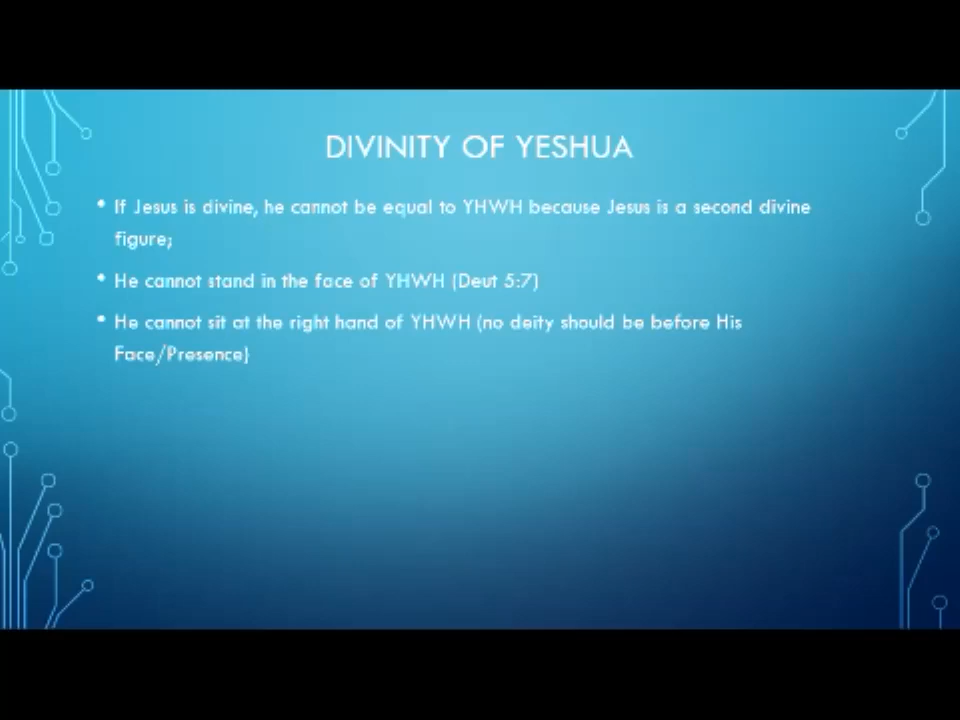 DIVINITY OF YESHUA
• If Jesus is divine, he cannot be equal to YHWH because Jesus is a second divine
figure;
• He cannot stand in the face of YHWH (Deut 5:7)
• He cannot sit at the right hand of YHWH (no deity should be before His
Face/Presence)